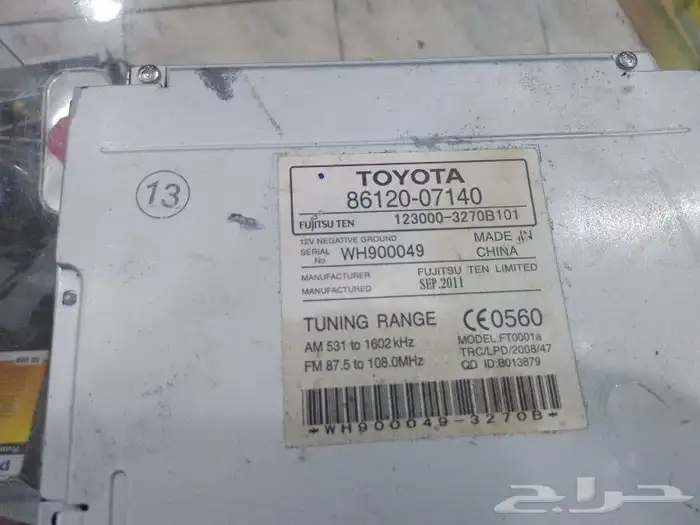 13
TOYOTA
86120-07140
FUJITSU TEN 123000-3270B101
12V NEGATIVE GROUND MADE IN
SERIAL No WH900049 CHINA
MANUFACTURER FUJITSU TEN LIMITED
MANUFACTURED SEP.2011
TUNING RANGE CE0560
AM 531 to 1602 kHz MODEL:FT0001a
TRC/LPD/2008/47
FM 87.5 to 108.0MHz QD ID:B013879
*WH900049-3270B*
حراج